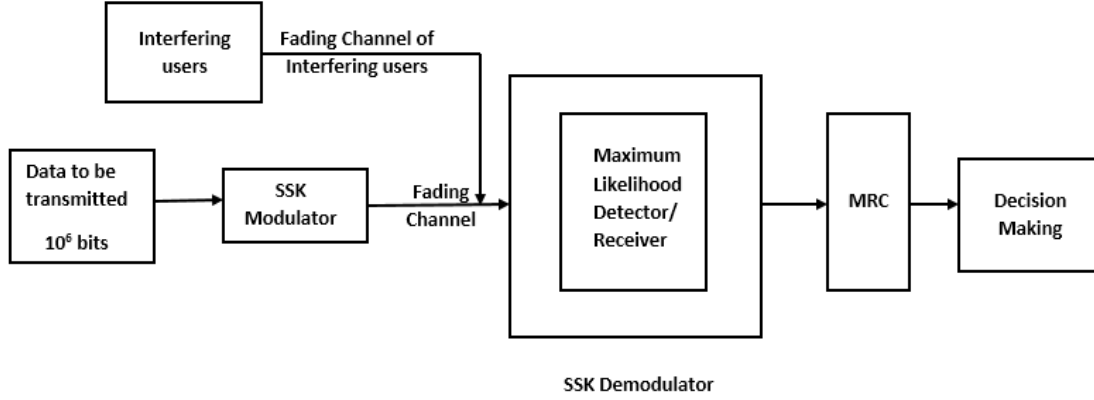 Interfering
users
Fading Channel of
Interfering users
Data to be
transmitted
10⁶ bits
SSK
Modulator
Fading
Channel
Maximum
Likelihood
Detector/
Receiver
MRC
Decision
Making
SSK Demodulator